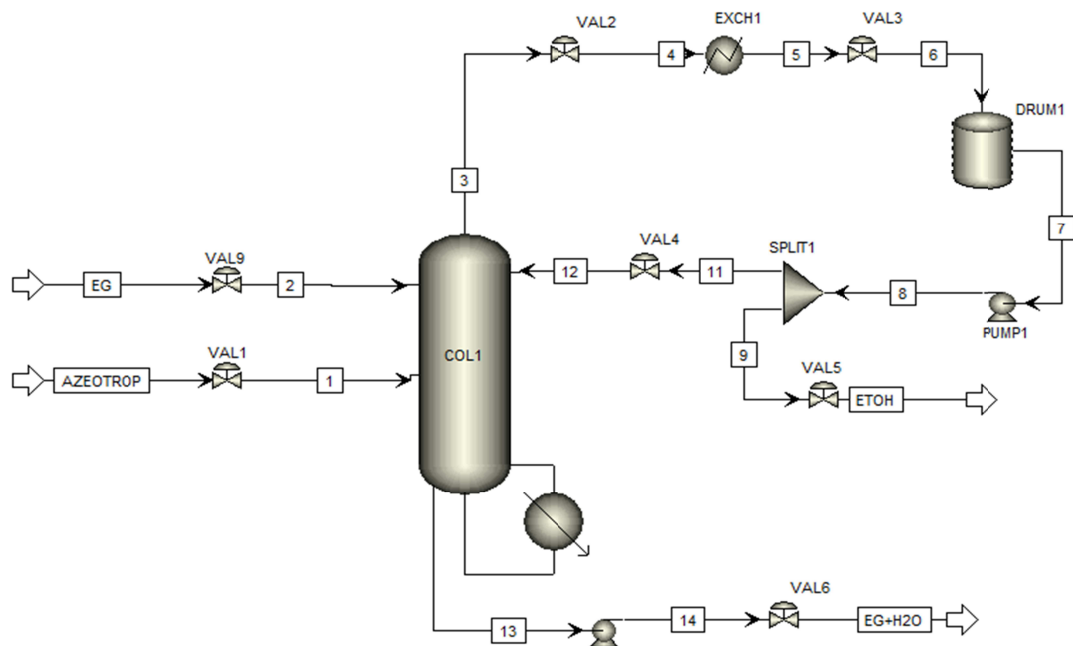 VAL2
EXCH1
VAL3
4
5
6
DRUM1
3
7
VAL9
VAL4
SPLIT1
EG
2
12
11
8
PUMP1
COL1
VAL1
9
AZEOTROP
1
VAL5
ETOH
VAL6
13
14
EG+H2O